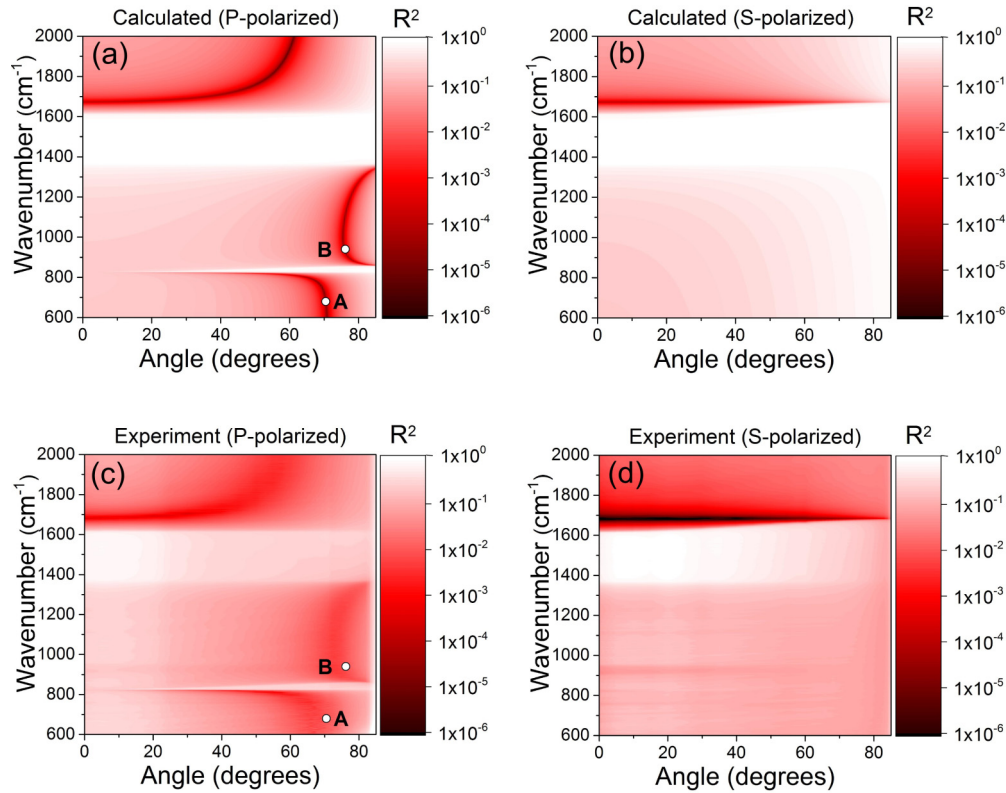 Calculated (P-polarized)
R²
Calculated (S-polarized)
R²
(a)
(b)
2000
1800
1600
1400
1200
1000
800
600
Wavenumber (cm⁻¹)
B
A
0 20 40 60 80
Angle (degrees)
1x10⁰
1x10⁻¹
1x10⁻²
1x10⁻³
1x10⁻⁴
1x10⁻⁵
1x10⁻⁶
2000
1800
1600
1400
1200
1000
800
600
Wavenumber (cm⁻¹)
0 20 40 60 80
Angle (degrees)
1x10⁰
1x10⁻¹
1x10⁻²
1x10⁻³
1x10⁻⁴
1x10⁻⁵
1x10⁻⁶
Experiment (P-polarized)
R²
Experiment (S-polarized)
R²
(c)
(d)
2000
1800
1600
1400
1200
1000
800
600
Wavenumber (cm⁻¹)
B
A
0 20 40 60 80
Angle (degrees)
1x10⁰
1x10⁻¹
1x10⁻²
1x10⁻³
1x10⁻⁴
1x10⁻⁵
1x10⁻⁶
2000
1800
1600
1400
1200
1000
800
600
Wavenumber (cm⁻¹)
0 20 40 60 80
Angle (degrees)
1x10⁰
1x10⁻¹
1x10⁻²
1x10⁻³
1x10⁻⁴
1x10⁻⁵
1x10⁻⁶